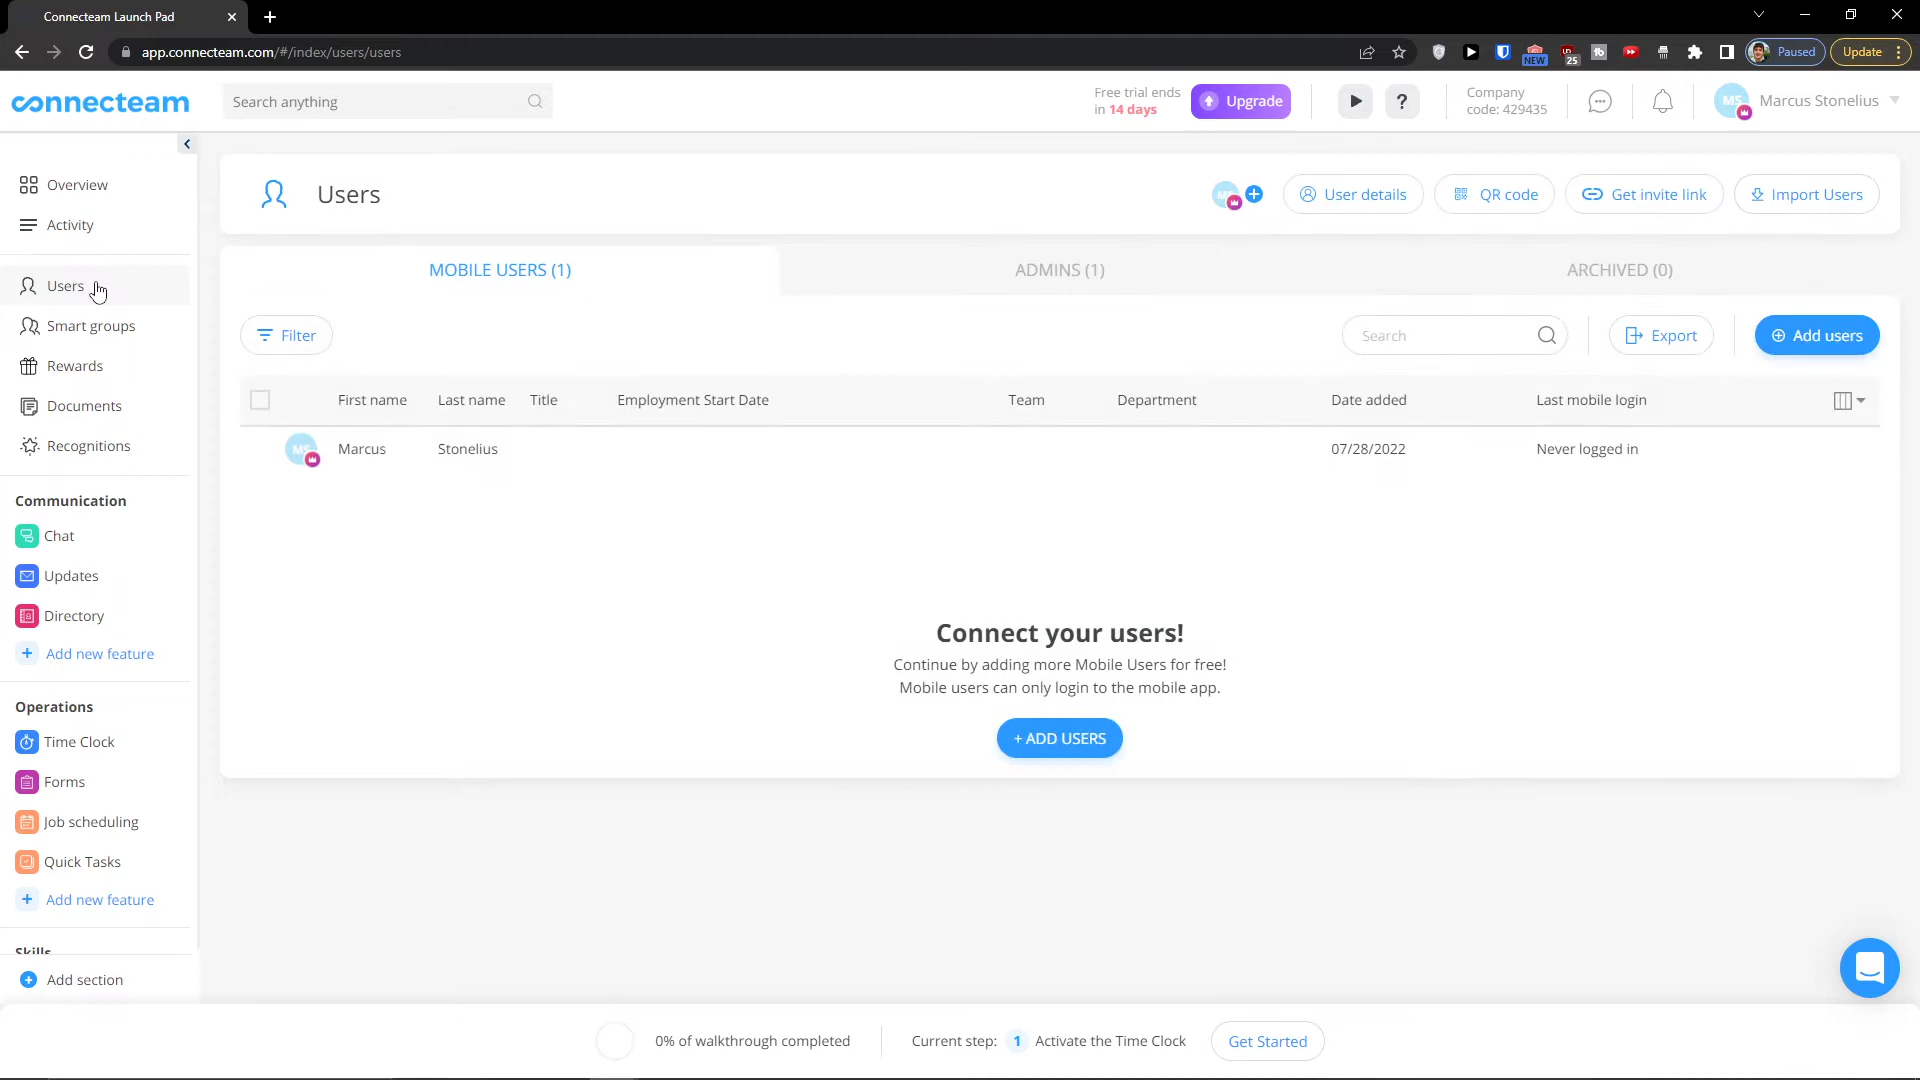 Connecteam Launch Pad
app.connecteam.com/#/index/users/users
NEW
25
Paused
Update
connecteam
Search anything
Free trial ends
in 14 days
Upgrade
?
Company
code: 429435
MS
Marcus Stonelius
Overview
Activity
Users
Smart groups
Rewards
Documents
Recognitions
Communication
Chat
Updates
Directory
+ Add new feature
Operations
Time Clock
Forms
Job scheduling
Quick Tasks
+ Add new feature
Skills
Add section
Users
MS
User details
QR code
Get invite link
Import Users
MOBILE USERS (1)
ADMINS (1)
ARCHIVED (0)
Filter
Search
Export
Add users
First name Last name Title Employment Start Date Team Department Date added Last mobile login
MS Marcus Stonelius 07/28/2022 Never logged in
Connect your users!
Continue by adding more Mobile Users for free!
Mobile users can only login to the mobile app.
+ ADD USERS
0% of walkthrough completed
Current step: 1 Activate the Time Clock
Get Started